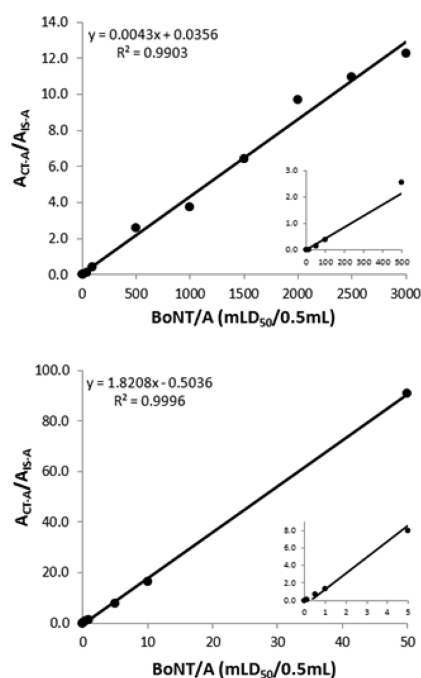 14.0
y = 0.0043x + 0.0356
R² = 0.9903
12.0
10.0
8.0
6.0
4.0
2.0
0.0
A_CT-A/A_IS-A
3.0
2.0
1.0
0.0
0 100 200 300 400 500
0 500 1000 1500 2000 2500 3000
BoNT/A (mLD₅₀/0.5mL)
100.0
y = 1.8208x - 0.5036
R² = 0.9996
80.0
60.0
40.0
20.0
0.0
A_CT-A/A_IS-A
8.0
6.0
4.0
2.0
0.0
0 1 2 3 4 5
0 10 20 30 40 50
BoNT/A (mLD₅₀/0.5mL)